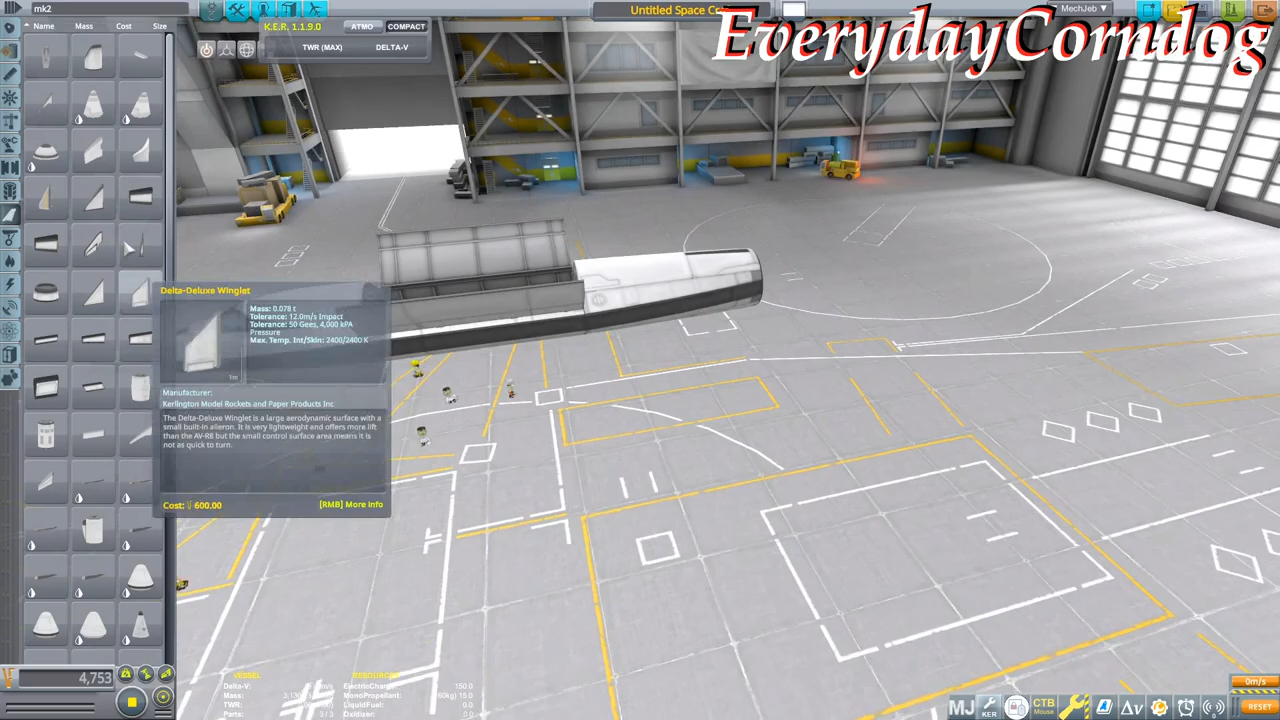 mk2
Mass
Cost
Size
K.E.R. 1.1.9.0
ATMO
COMPACT
TWR (MAX)
DELTA-V
MechJeb ▼
EverydayCorndog
Delta-Deluxe Winglet
Mass: 0.078 t
Tolerance: 12.0m/s Impact
Tolerance: 50 Gees, 4,000 kPa
Pressure
Max. Temp. Int/Skin: 2400/2400 K
1m
Manufacturer:
Kerlington Model Rockets and Paper Products Inc
The Delta-Deluxe Winglet is a large aerodynamic surface with a
small built-in aileron. It is very lightweight and offers more lift
than the AV-R8 but the small control surface area means it is
not as quick to turn.
Cost: 600.00
[RMB] More Info
4,753
VESSEL
Delta-V:
Mass:
TWR:
Parts:
ElectricCharge:
150.0
MonoPropellant:
15.0
LiquidFuel:
0.0
Oxidizer:
0.0
MJ
KER
CTB
Mouse
Δv
0m/s
RESET